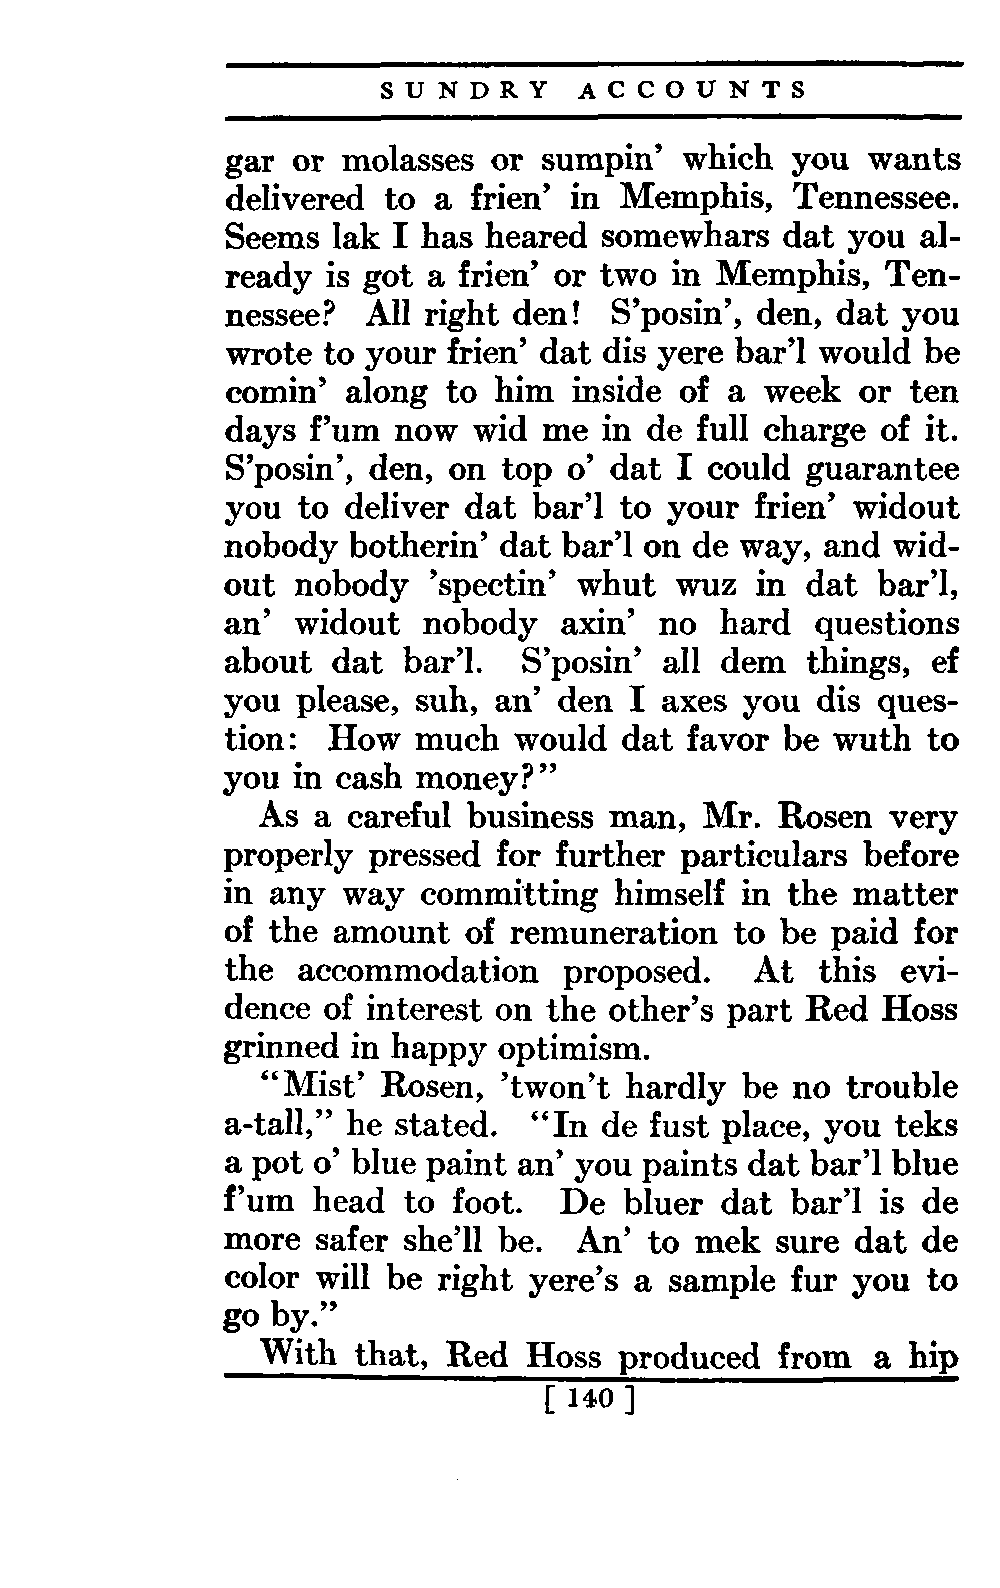 SUNDRY ACCOUNTS
gar or molasses or sumpin' which you wants
delivered to a frien' in Memphis, Tennessee.
Seems lak I has heared somewhars dat you al-
ready is got a frien' or two in Memphis, Ten-
nessee? All right den! S'posin', den, dat you
wrote to your frien' dat dis yere bar'l would be
comin' along to him inside of a week or ten
days f'um now wid me in de full charge of it.
S'posin', den, on top o' dat I could guarantee
you to deliver dat bar'l to your frien' widout
nobody botherin' dat bar'l on de way, and wid-
out nobody 'spectin' whut wuz in dat bar'l,
an' widout nobody axin' no hard questions
about dat bar'l. S'posin' all dem things, ef
you please, suh, an' den I axes you dis ques-
tion: How much would dat favor be wuth to
you in cash money?"
As a careful business man, Mr. Rosen very
properly pressed for further particulars before
in any way committing himself in the matter
of the amount of remuneration to be paid for
the accommodation proposed. At this evi-
dence of interest on the other's part Red Hoss
grinned in happy optimism.
"Mist' Rosen, 'twon't hardly be no trouble
a-tall," he stated. "In de fust place, you teks
a pot o' blue paint an' you paints dat bar'l blue
f'um head to foot. De bluer dat bar'l is de
more safer she'll be. An' to mek sure dat de
color will be right yere's a sample fur you to
go by."
With that, Red Hoss produced from a hip
[ 140 ]